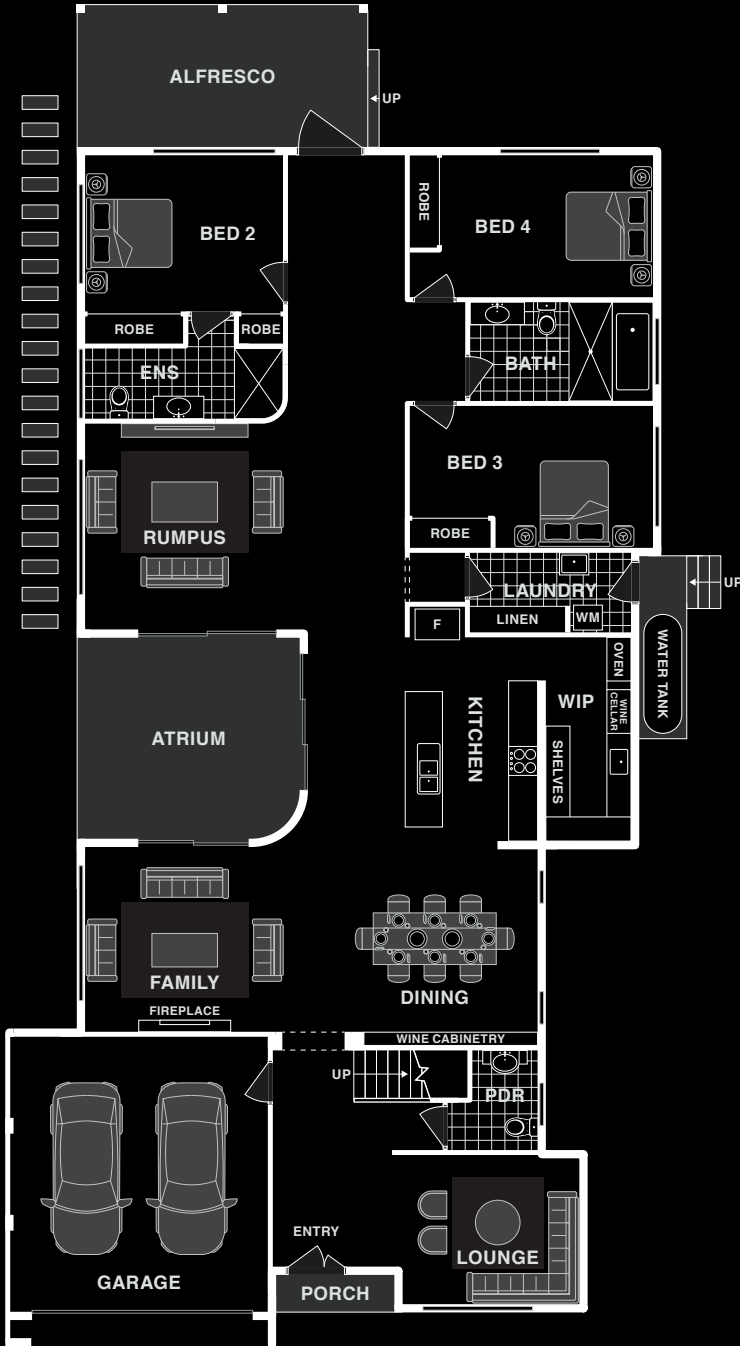 ALFRESCO
UP
ROBE
BED 2
BED 4
ROBE
ROBE
ENS
BATH
BED 3
RUMPUS
ROBE
LAUNDRY
UP
LINEN
WM
F
OVEN
WATER TANK
WIP
WINE
CELLAR
KITCHEN
ATRIUM
SHELVES
FAMILY
DINING
FIREPLACE
WINE CABINETRY
UP
PDR
ENTRY
LOUNGE
GARAGE
PORCH